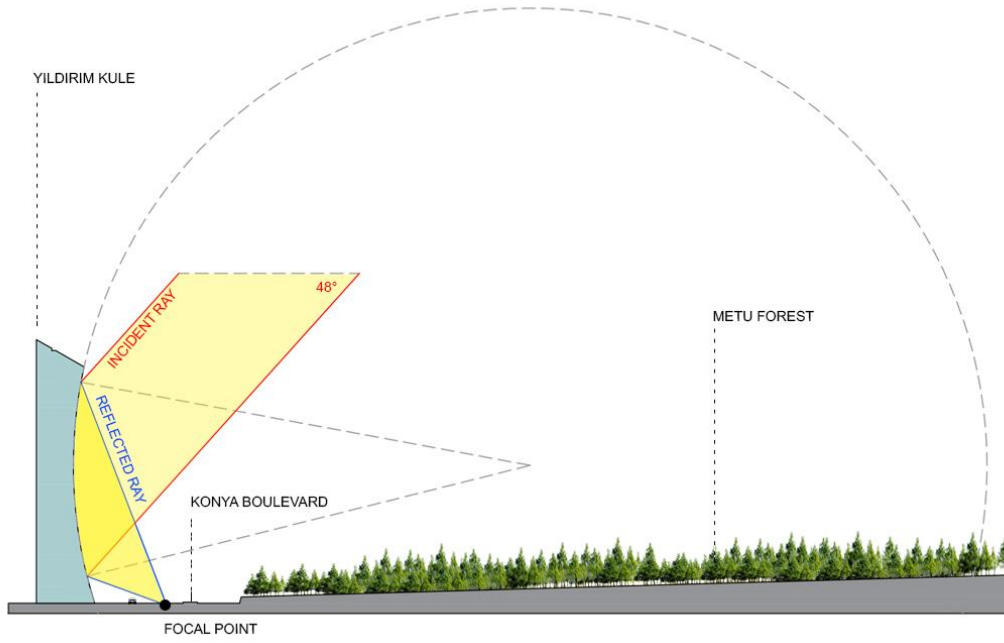 YILDIRIM KULE
48°
INCIDENT RAY
METU FOREST
REFLECTED RAY
KONYA BOULEVARD
FOCAL POINT